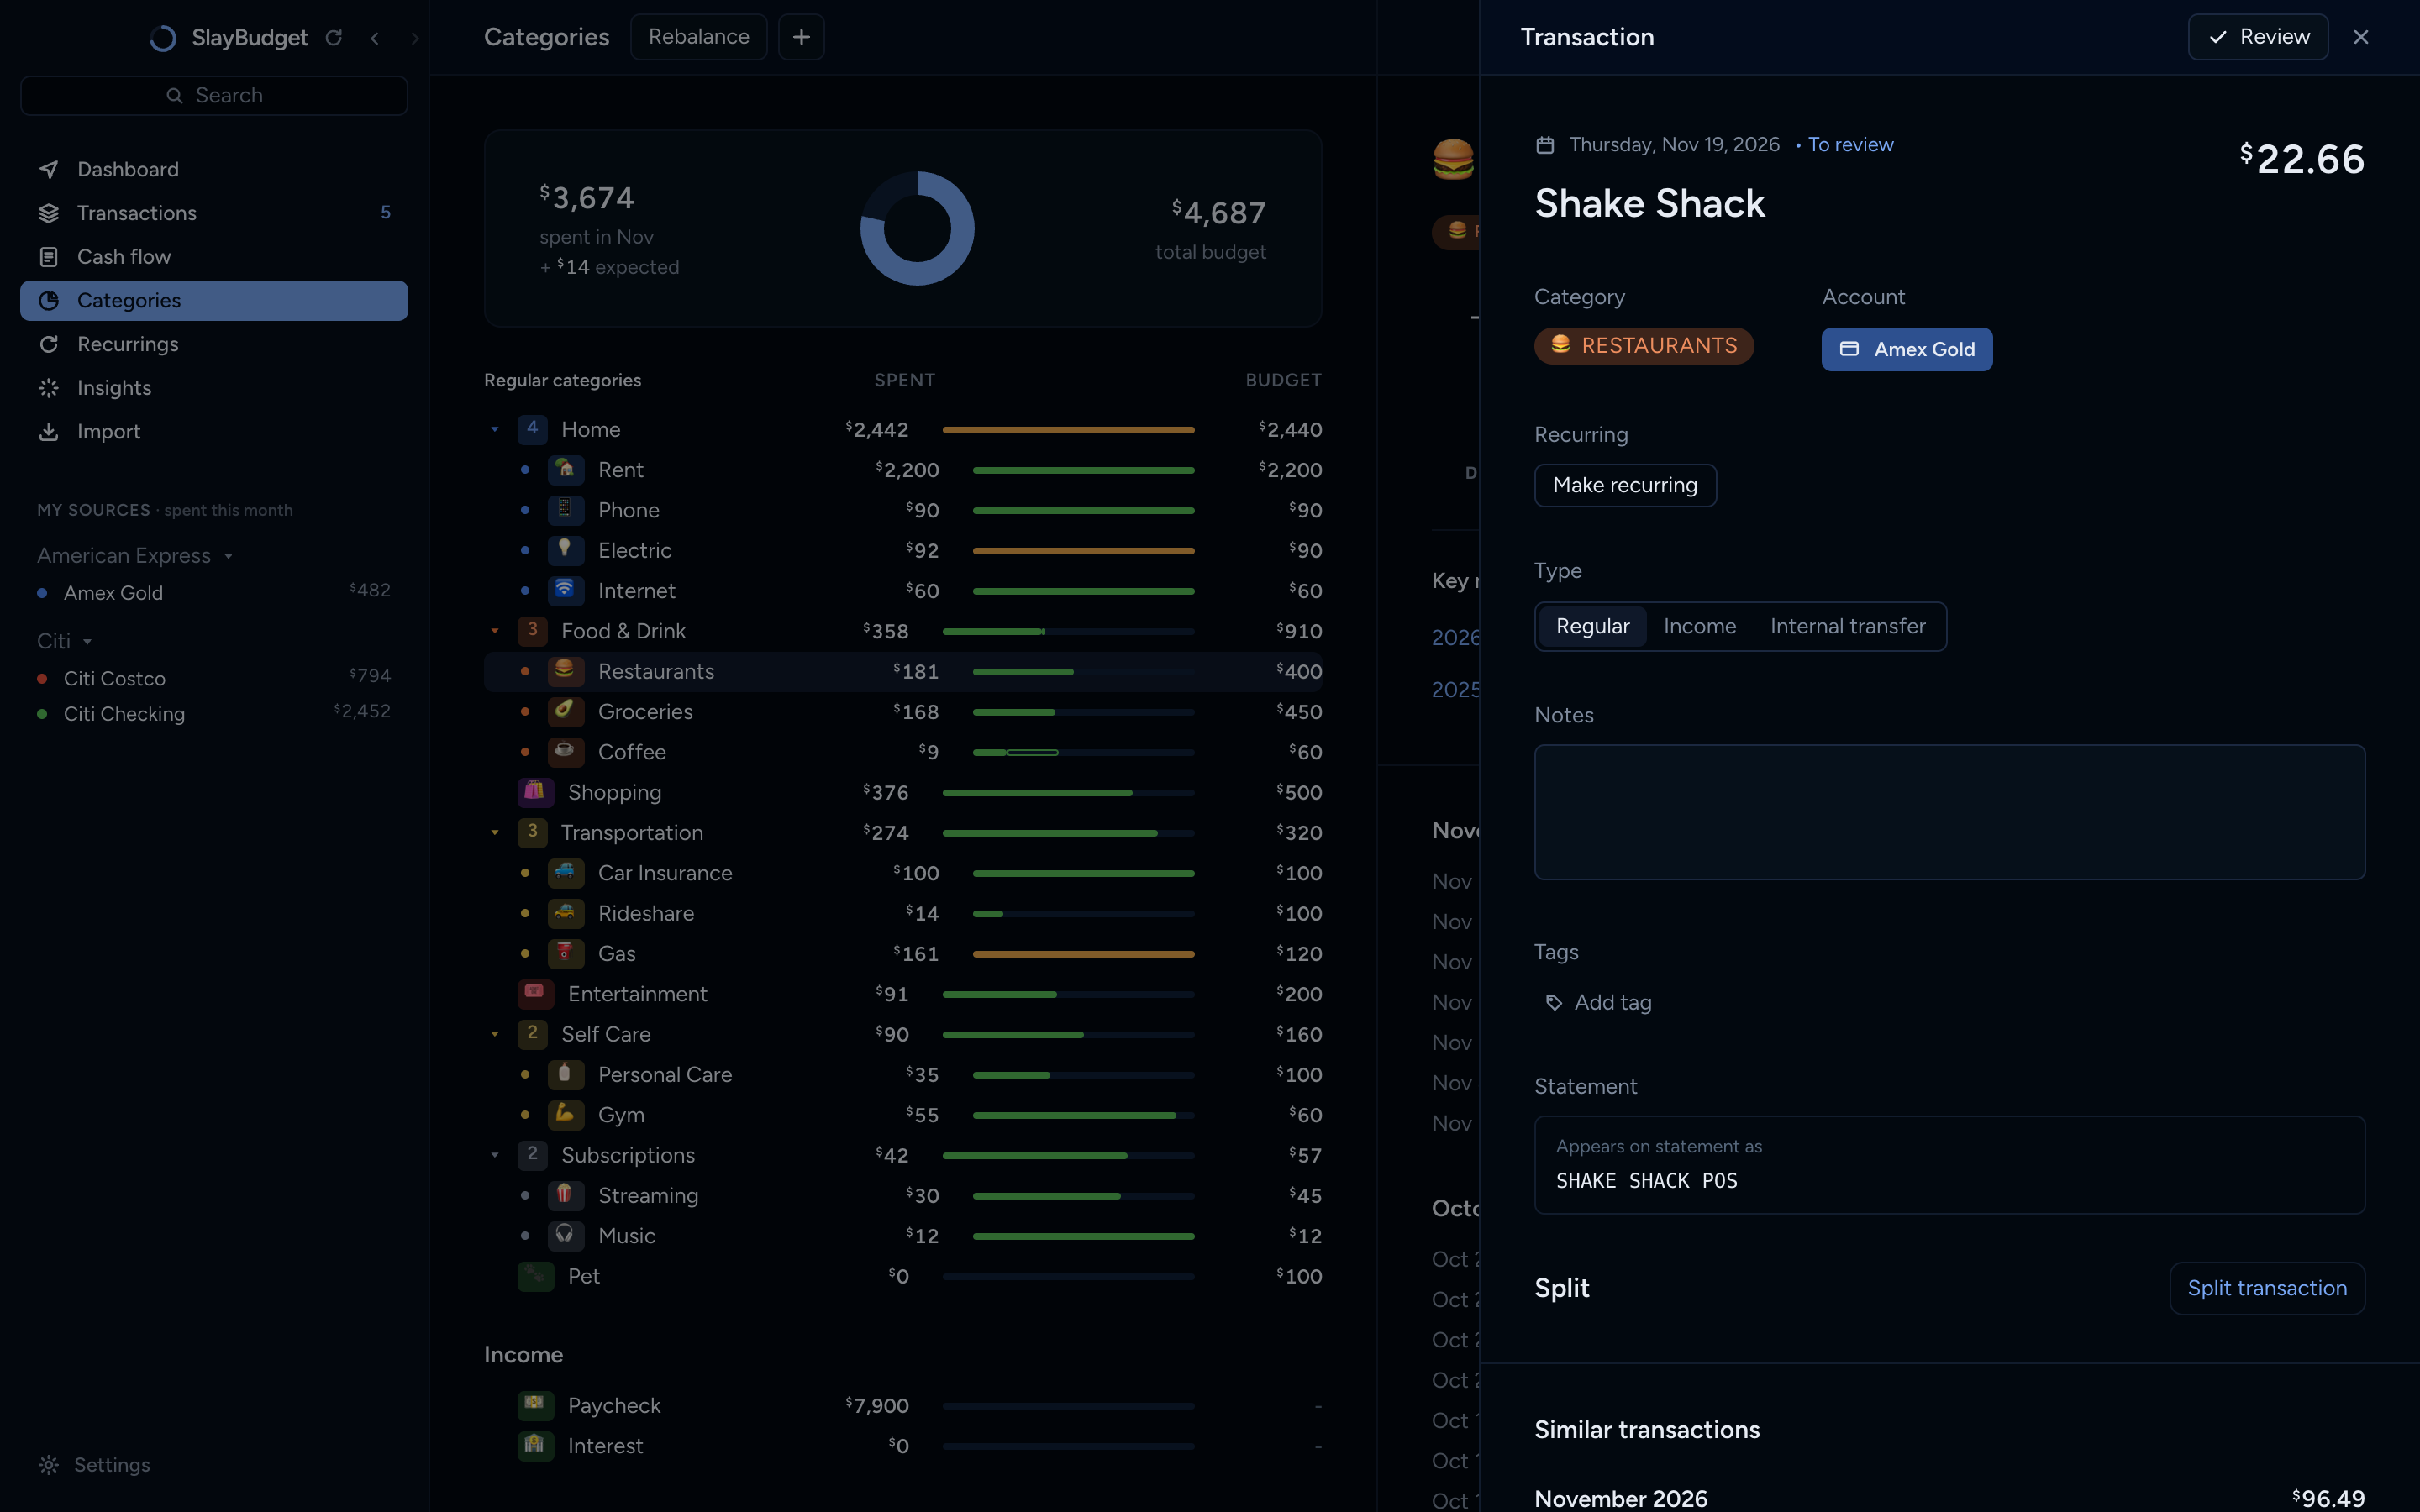 SlayBudget
Search
Dashboard
Transactions 5
Cash flow
Categories
Recurrings
Insights
Import
MY SOURCES · spent this month
American Express
Amex Gold $482
Citi
Citi Costco $794
Citi Checking $2,452
Settings
Categories Rebalance
$3,674
spent in Nov
+ $14 expected
$4,687
total budget
Regular categories SPENT BUDGET
4 Home $2,442 $2,440
Rent $2,200 $2,200
Phone $90 $90
Electric $92 $90
Internet $60 $60
3 Food & Drink $358 $910
Restaurants $181 $400
Groceries $168 $450
Coffee $9 $60
Shopping $376 $500
3 Transportation $274 $320
Car Insurance $100 $100
Rideshare $14 $100
Gas $161 $120
Entertainment $91 $200
2 Self Care $90 $160
Personal Care $35 $100
Gym $55 $60
2 Subscriptions $42 $57
Streaming $30 $45
Music $12 $12
Pet $0 $100
Income
Paycheck $7,900 -
Interest $0 -
D
Key
2026
2025
Nov
Nov
Nov
Nov
Nov
Nov
Nov
Octo
Oct
Oct
Oct
Oct
Oct
Oct
Oct
Transaction Review
Thursday, Nov 19, 2026 • To review
$22.66
Shake Shack
Category Account
RESTAURANTS Amex Gold
Recurring
Make recurring
Type
Regular Income Internal transfer
Notes
Tags
Add tag
Statement
Appears on statement as
SHAKE SHACK POS
Split Split transaction
Similar transactions
November 2026 $96.49